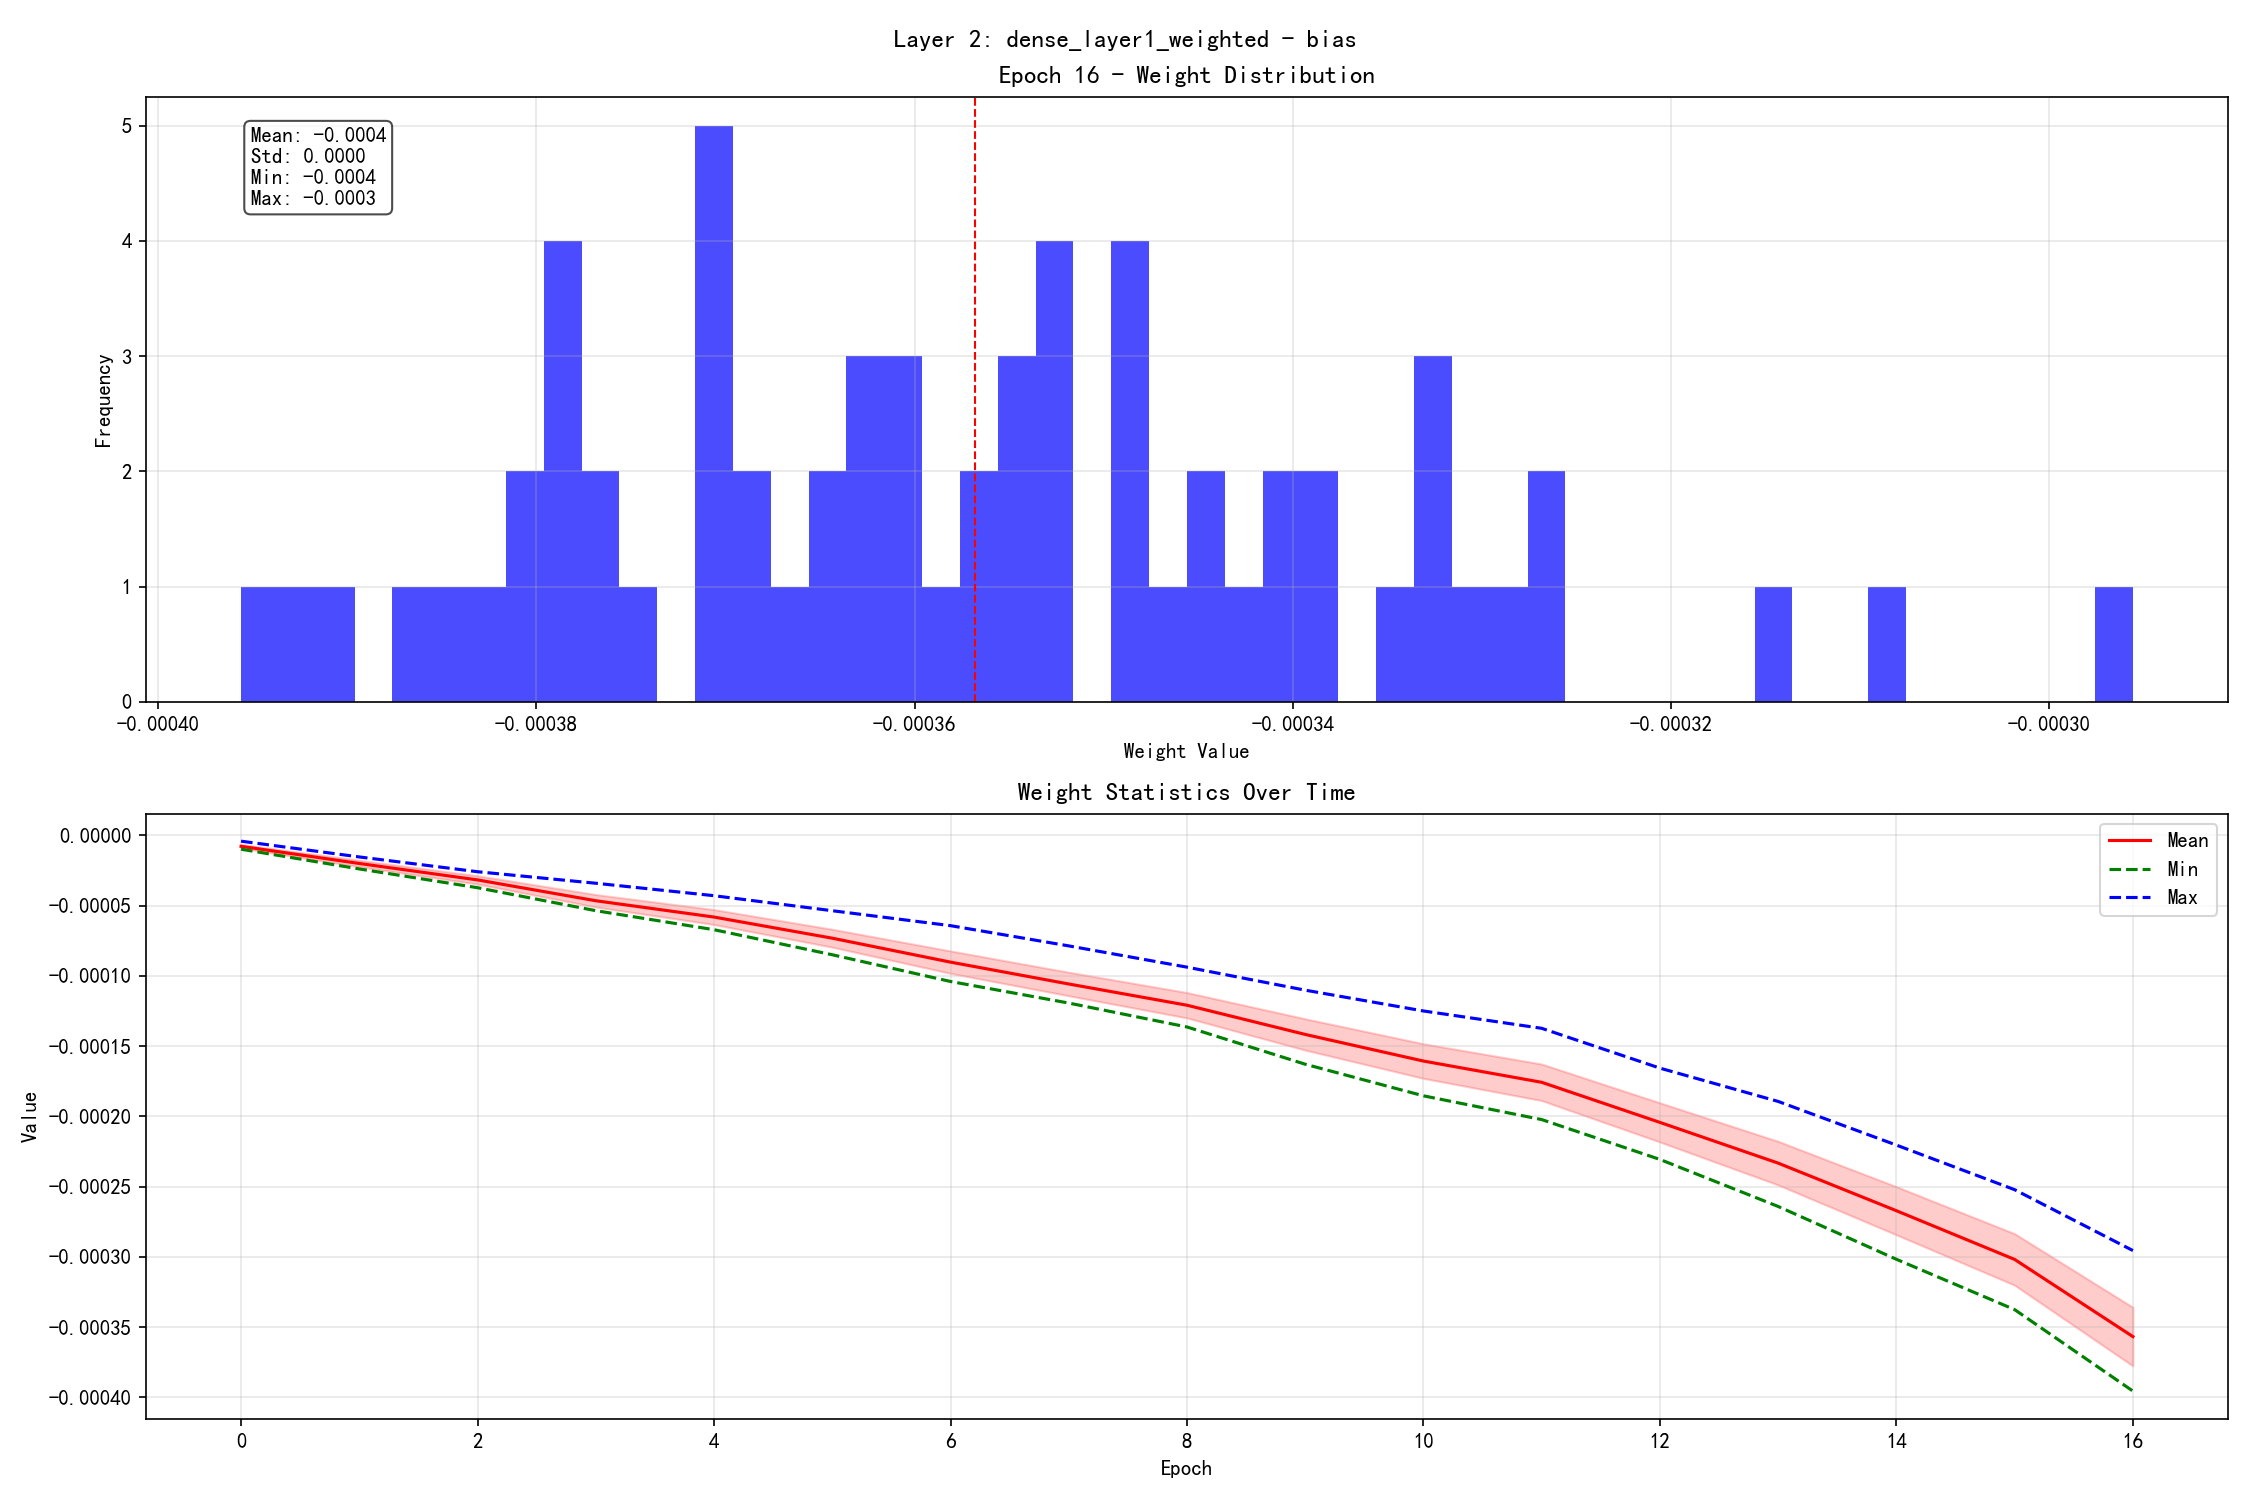 Layer 2: dense_layer1_weighted - bias
Epoch 16 - Weight Distribution
Mean: -0.0004
Std: 0.0000
Min: -0.0004
Max: -0.0003
Frequency
5
4
3
2
1
0
-0.00040 -0.00038 -0.00036 -0.00034 -0.00032 -0.00030
Weight Value
Weight Statistics Over Time
Mean
Min
Max
Value
0.00000
-0.00005
-0.00010
-0.00015
-0.00020
-0.00025
-0.00030
-0.00035
-0.00040
0 2 4 6 8 10 12 14 16
Epoch